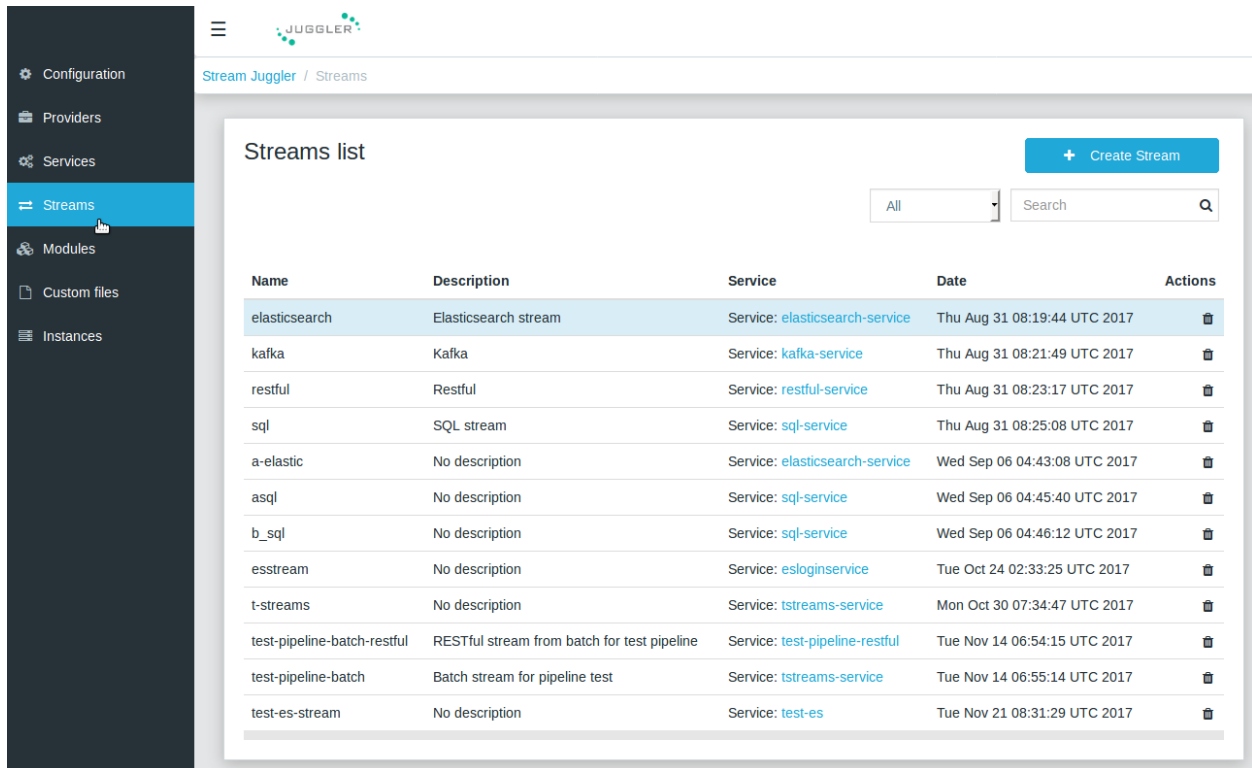 JUGGLER
Configuration
Providers
Services
Streams
Modules
Custom files
Instances
Stream Juggler / Streams
Streams list
+ Create Stream
All
Search
Name Description Service Date Actions
elasticsearch Elasticsearch stream Service: elasticsearch-service Thu Aug 31 08:19:44 UTC 2017
kafka Kafka Service: kafka-service Thu Aug 31 08:21:49 UTC 2017
restful Restful Service: restful-service Thu Aug 31 08:23:17 UTC 2017
sql SQL stream Service: sql-service Thu Aug 31 08:25:08 UTC 2017
a-elastic No description Service: elasticsearch-service Wed Sep 06 04:43:08 UTC 2017
asql No description Service: sql-service Wed Sep 06 04:45:40 UTC 2017
b_sql No description Service: sql-service Wed Sep 06 04:46:12 UTC 2017
esstream No description Service: esloginservice Tue Oct 24 02:33:25 UTC 2017
t-streams No description Service: tstreams-service Mon Oct 30 07:34:47 UTC 2017
test-pipeline-batch-restful RESTful stream from batch for test pipeline Service: test-pipeline-restful Tue Nov 14 06:54:15 UTC 2017
test-pipeline-batch Batch stream for pipeline test Service: tstreams-service Tue Nov 14 06:55:14 UTC 2017
test-es-stream No description Service: test-es Tue Nov 21 08:31:29 UTC 2017